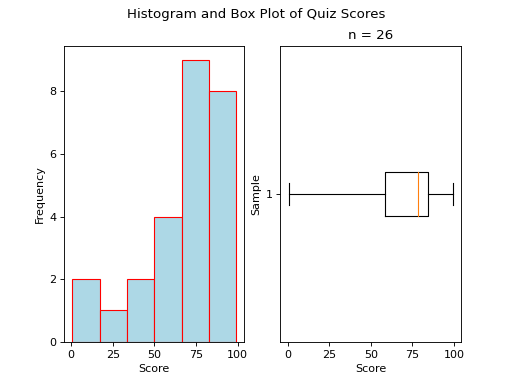 Histogram and Box Plot of Quiz Scores
Frequency
0
2
4
6
8
0 25 50 75 100
Score
n = 26
Sample
1
0 25 50 75 100
Score